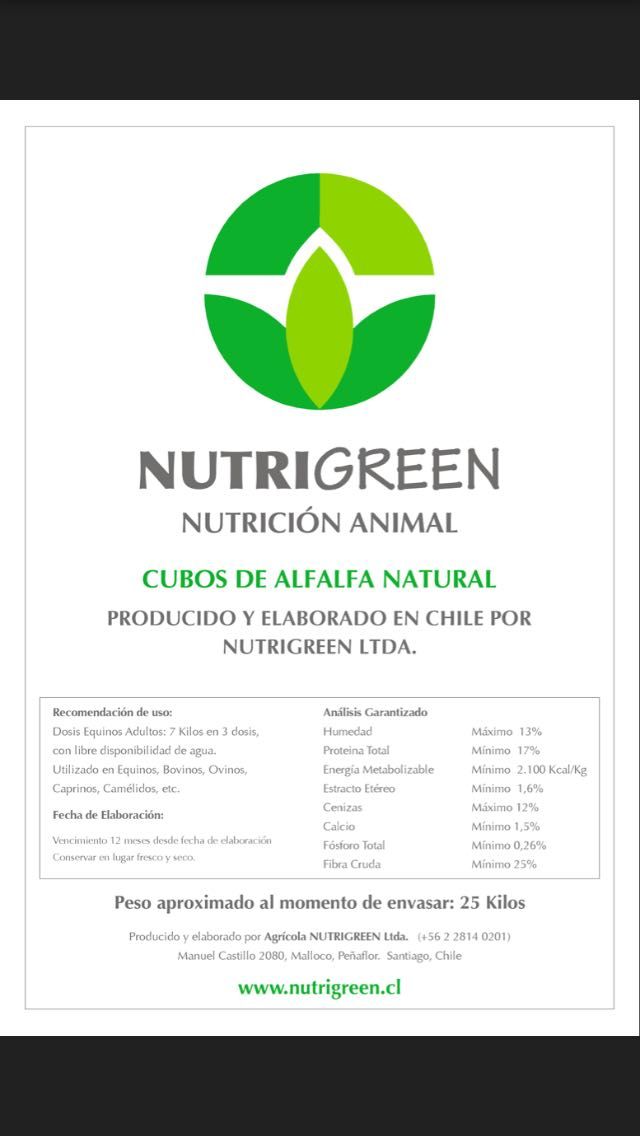 NUTRIGREEN
NUTRICIÓN ANIMAL
CUBOS DE ALFALFA NATURAL
PRODUCIDO Y ELABORADO EN CHILE POR
NUTRIGREEN LTDA.
Recomendación de uso:
Dosis Equinos Adultos: 7 Kilos en 3 dosis,
con libre disponibilidad de agua.
Utilizado en Equinos, Bovinos, Ovinos,
Caprinos, Camélidos, etc.
Fecha de Elaboración:
Vencimiento 12 meses desde fecha de elaboración
Conservar en lugar fresco y seco.
Análisis Garantizado
Humedad Máximo 13%
Proteina Total Mínimo 17%
Energía Metabolizable Mínimo 2.100 Kcal/Kg
Estracto Etéreo Mínimo 1,6%
Cenizas Máximo 12%
Calcio Mínimo 1,5%
Fósforo Total Mínimo 0,26%
Fibra Cruda Mínimo 25%
Peso aproximado al momento de envasar: 25 Kilos
Producido y elaborado por Agrícola NUTRIGREEN Ltda. (+56 2 2814 0201)
Manuel Castillo 2080, Malloco, Peñaflor. Santiago, Chile
www.nutrigreen.cl